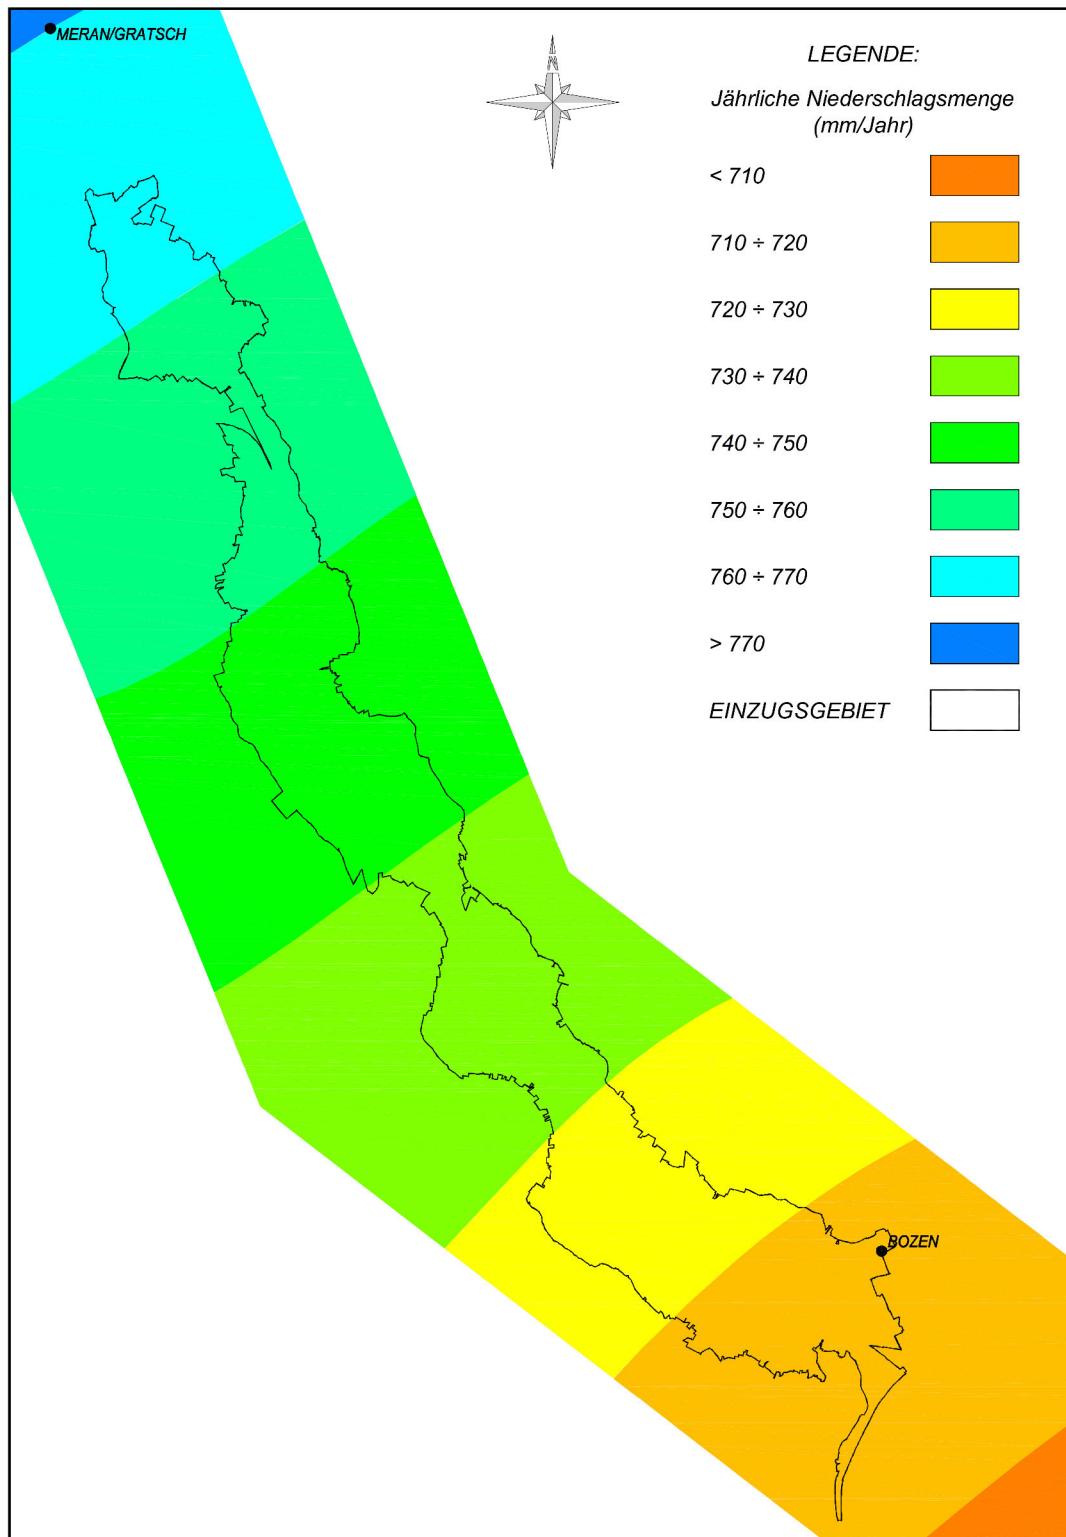 MERAN/GRATSCH
N
LEGENDE:
Jährliche Niederschlagsmenge
(mm/Jahr)
< 710
710 ÷ 720
720 ÷ 730
730 ÷ 740
740 ÷ 750
750 ÷ 760
760 ÷ 770
> 770
EINZUGSGEBIET
BOZEN